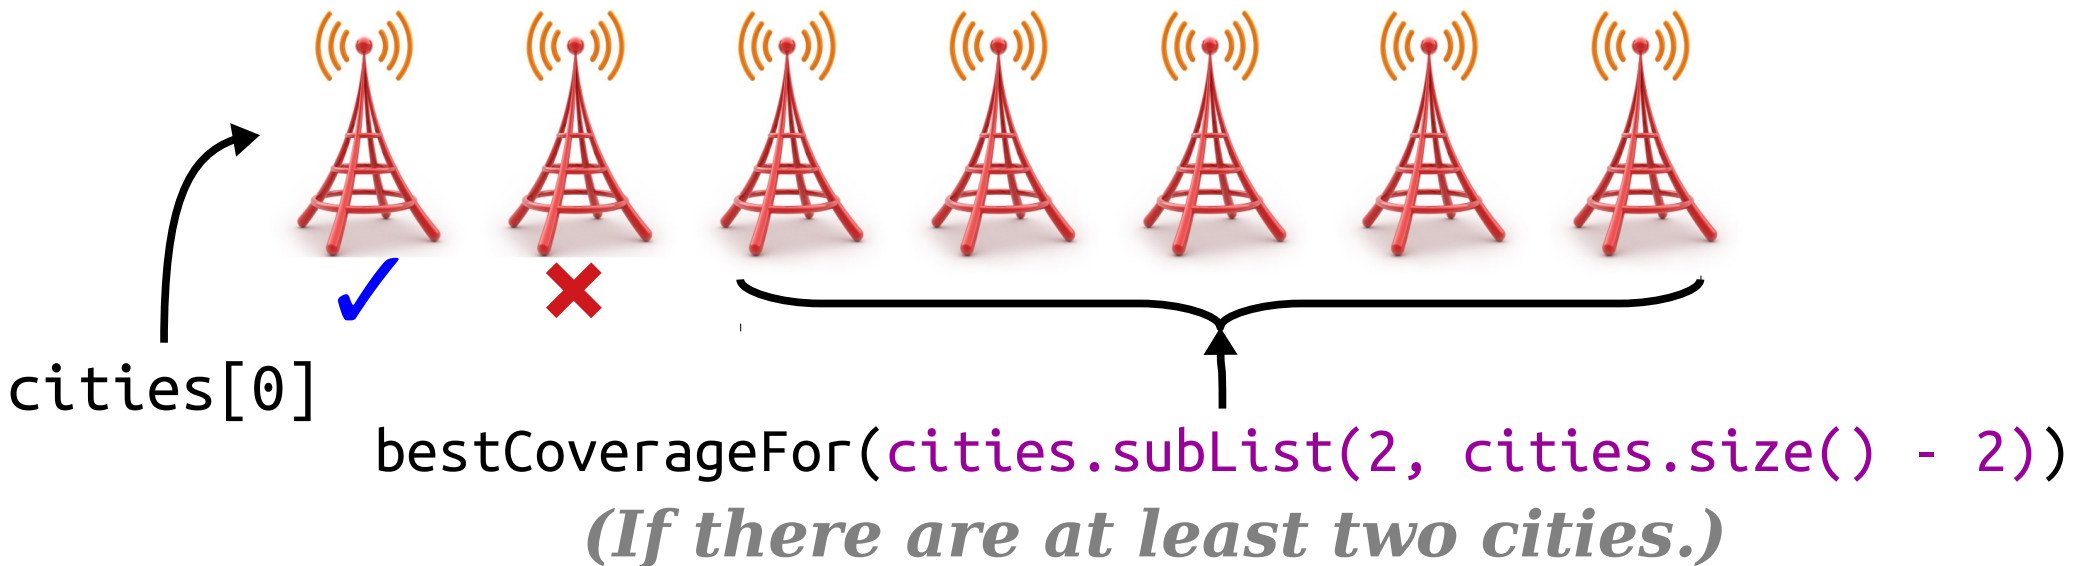 cities[0]
bestCoverageFor(cities.subList(2, cities.size() - 2))
(If there are at least two cities.)